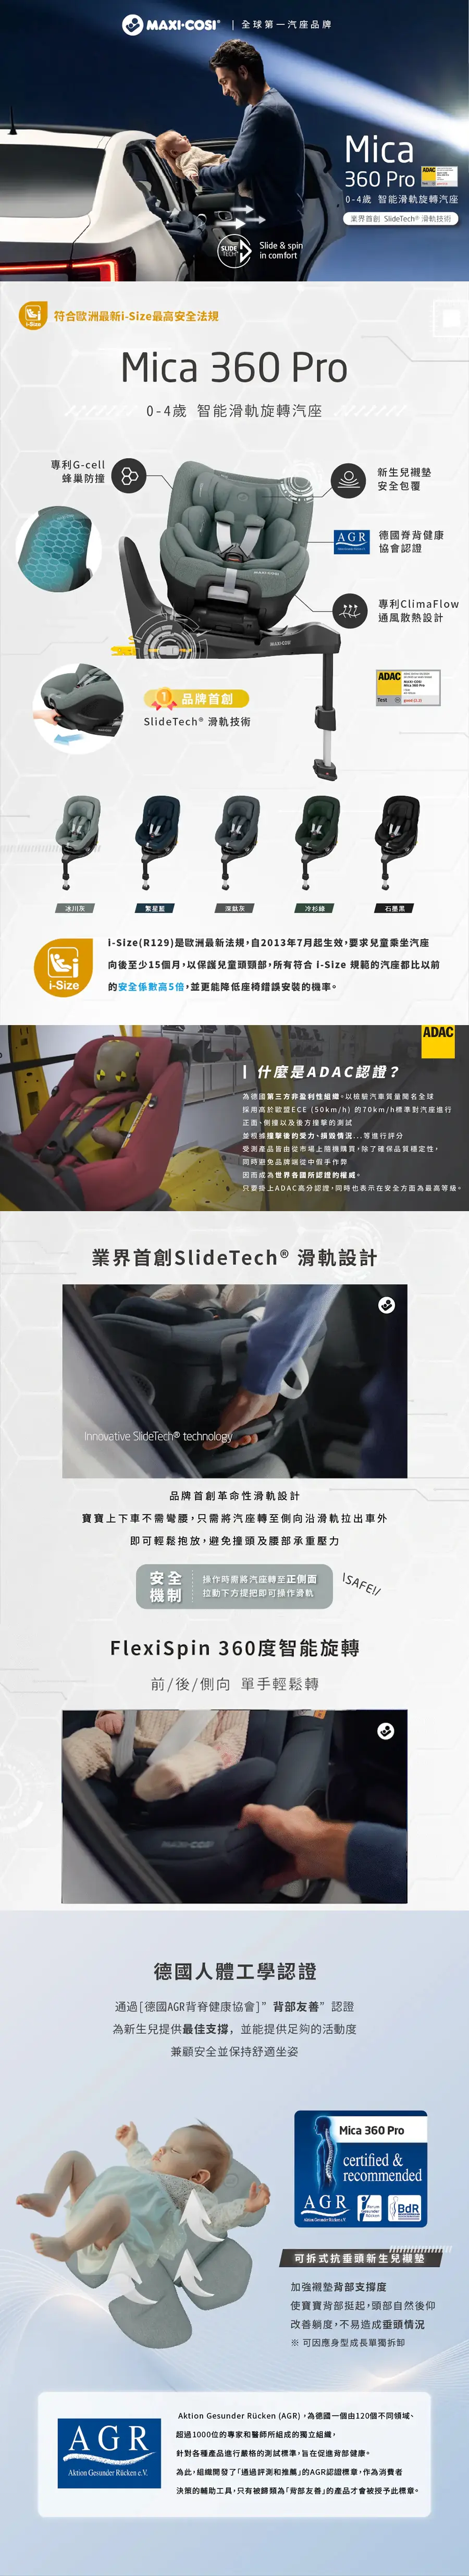 MAXI·COSI®
全球第一汽座品牌
Mica
360 Pro
ADAC
0-4歲 智能滑軌旋轉汽座
業界首創 SlideTech® 滑軌技術
SLIDE TECH
Slide & spin
in comfort
i-Size
符合歐洲最新i-Size最高安全法規
Mica 360 Pro
0-4歲 智能滑軌旋轉汽座
專利G-cell
蜂巢防撞
新生兒襯墊
安全包覆
AGR
德國脊背健康
協會認證
專利ClimaFlow
通風散熱設計
MAXI-COSI
1
品牌首創
SlideTech® 滑軌技術
ADAC
MAXI-COSI
Mica 360 Pro
Test
冰川灰
繁星藍
深鈦灰
冷杉綠
石墨黑
i-Size
i-Size(R129)是歐洲最新法規,自2013年7月起生效,要求兒童乘坐汽座
向後至少15個月,以保護兒童頭頸部,所有符合 i-Size 規範的汽座都比以前
的安全係數高5倍,並更能降低座椅錯誤安裝的機率。
ADAC
什麼是ADAC認證?
為德國第三方非盈利性組織。以檢驗汽車質量聞名全球
採用高於歐盟ECE (50km/h) 的70km/h標準對汽座進行
正面、側撞以及後方撞擊的測試
並根據撞擊後的受力、損毀情況...等進行評分
受測產品皆由從市場上隨機購買,除了確保品質穩定性,
同時避免品牌端從中假手作弊
因而成為世界各國所認證的權威。
只要掛上ADAC高分認證,同時也表示在安全方面為最高等級。
業界首創SlideTech® 滑軌設計
Innovative SlideTech® technology
品牌首創革命性滑軌設計
寶寶上下車不需彎腰,只需將汽座轉至側向沿滑軌拉出車外
即可輕鬆抱放,避免撞頭及腰部承重壓力
安全
機制
操作時需將汽座轉至正側面
拉動下方提把即可操作滑軌
\SAFE!/
FlexiSpin 360度智能旋轉
前/後/側向 單手輕鬆轉
MAXI-COSI
德國人體工學認證
通過[德國AGR背脊健康協會]”背部友善”認證
為新生兒提供最佳支撐，並能提供足夠的活動度
兼顧安全並保持舒適坐姿
Mica 360 Pro
certified &
recommended
AGR
Aktion Gesunder Rücken e.V.
Forum Gesunder Rücken
BdR
可拆式抗垂頭新生兒襯墊
加強襯墊背部支撐度
使寶寶背部挺起,頭部自然後仰
改善躺度,不易造成垂頭情況
※ 可因應身型成長單獨拆卸
AGR
Aktion Gesunder Rücken e.V.
Aktion Gesunder Rücken (AGR) ,為德國一個由120個不同領域、
超過1000位的專家和醫師所組成的獨立組織,
針對各種產品進行嚴格的測試標準,旨在促進背部健康。
為此,組織開發了「通過評測和推薦」的AGR認證標章,作為消費者
決策的輔助工具,只有被歸類為「背部友善」的產品才會被授予此標章。